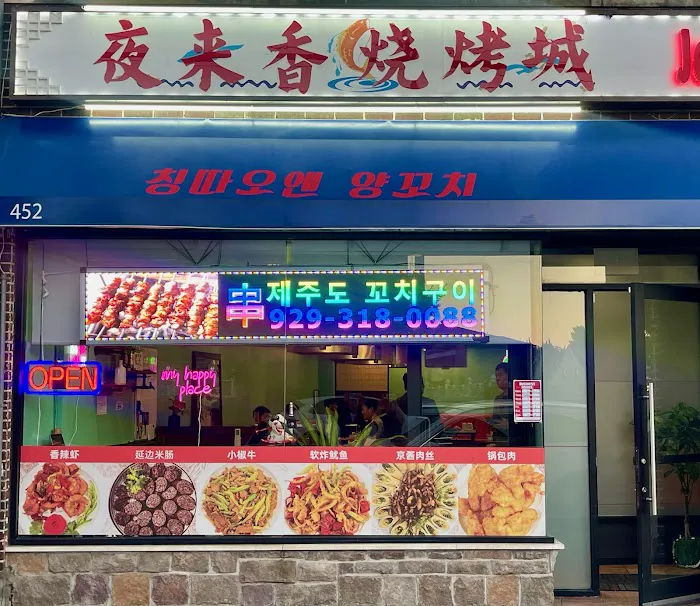 夜来香烧烤城
칭따오엔 양꼬치
452
串 제주도 꼬치구이
929-318-0088
OPEN
my happy
place
香辣虾 延边米肠 小椒牛 软炸鱿鱼 京酱肉丝 锅包肉